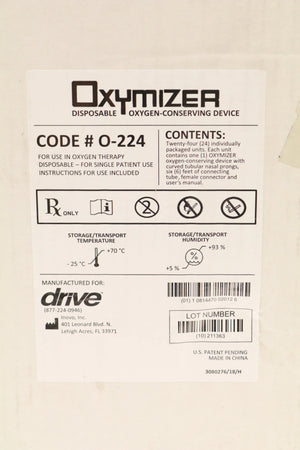 OXYMIZER
DISPOSABLE OXYGEN-CONSERVING DEVICE
CODE # O-224
FOR USE IN OXYGEN THERAPY
DISPOSABLE – FOR SINGLE PATIENT USE
INSTRUCTIONS FOR USE INCLUDED
CONTENTS:
Twenty-four (24) individually
packaged units. Each unit
contains one (1) OXYMIZER
oxygen-conserving device with
curved tubular nasal prongs,
six (6) feet of connecting
tube, female connector and
user's manual.
Rx ONLY
i
2
STORAGE/TRANSPORT
TEMPERATURE
+70 °C
- 25 °C
STORAGE/TRANSPORT
HUMIDITY
+93 %
%
+5 %
MANUFACTURED FOR:
drive
(877-224-0946)
Inovo, Inc.
401 Leonard Blvd. N.
Lehigh Acres, FL 33971
LOT NUMBER
(10) 211363
U.S. PATENT PENDING
MADE IN CHINA
3080276/18/H